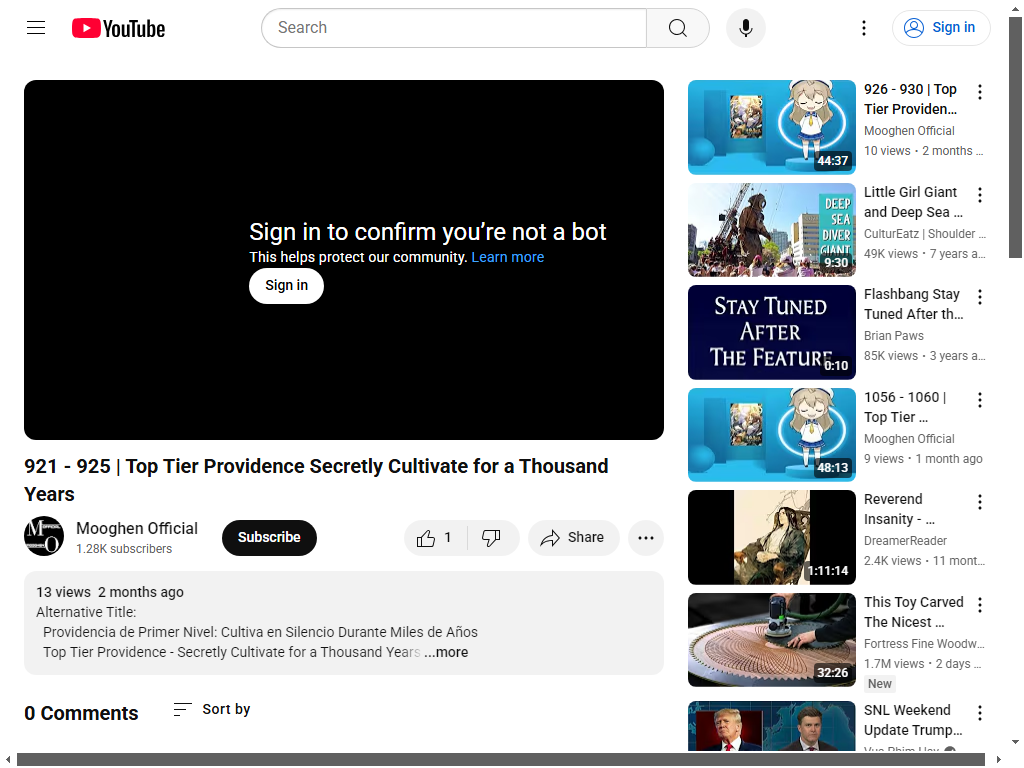 YouTube
Search
Sign in
Sign in to confirm you’re not a bot
This helps protect our community. Learn more
Sign in
921 - 925 | Top Tier Providence Secretly Cultivate for a Thousand
Years
Mooghen Official
1.28K subscribers
Subscribe
1
Share
13 views 2 months ago
Alternative Title:
Providencia de Primer Nivel: Cultiva en Silencio Durante Miles de Años
Top Tier Providence - Secretly Cultivate for a Thousand Years ...more
0 Comments
Sort by
44:37
926 - 930 | Top
Tier Providen...
Mooghen Official
10 views • 2 months ...
DEEP
SEA
DIVER
GIANT
9:30
Little Girl Giant
and Deep Sea ...
CulturEatz | Shoulder ...
49K views • 7 years a...
STAY TUNED
AFTER
THE FEATURE
0:10
Flashbang Stay
Tuned After th...
Brian Paws
85K views • 3 years a...
48:13
1056 - 1060 |
Top Tier ...
Mooghen Official
9 views • 1 month ago
1:11:14
Reverend
Insanity - ...
DreamerReader
2.4K views • 11 mont...
32:26
This Toy Carved
The Nicest ...
Fortress Fine Woodw...
1.7M views • 2 days ...
New
SNL Weekend
Update Trump...